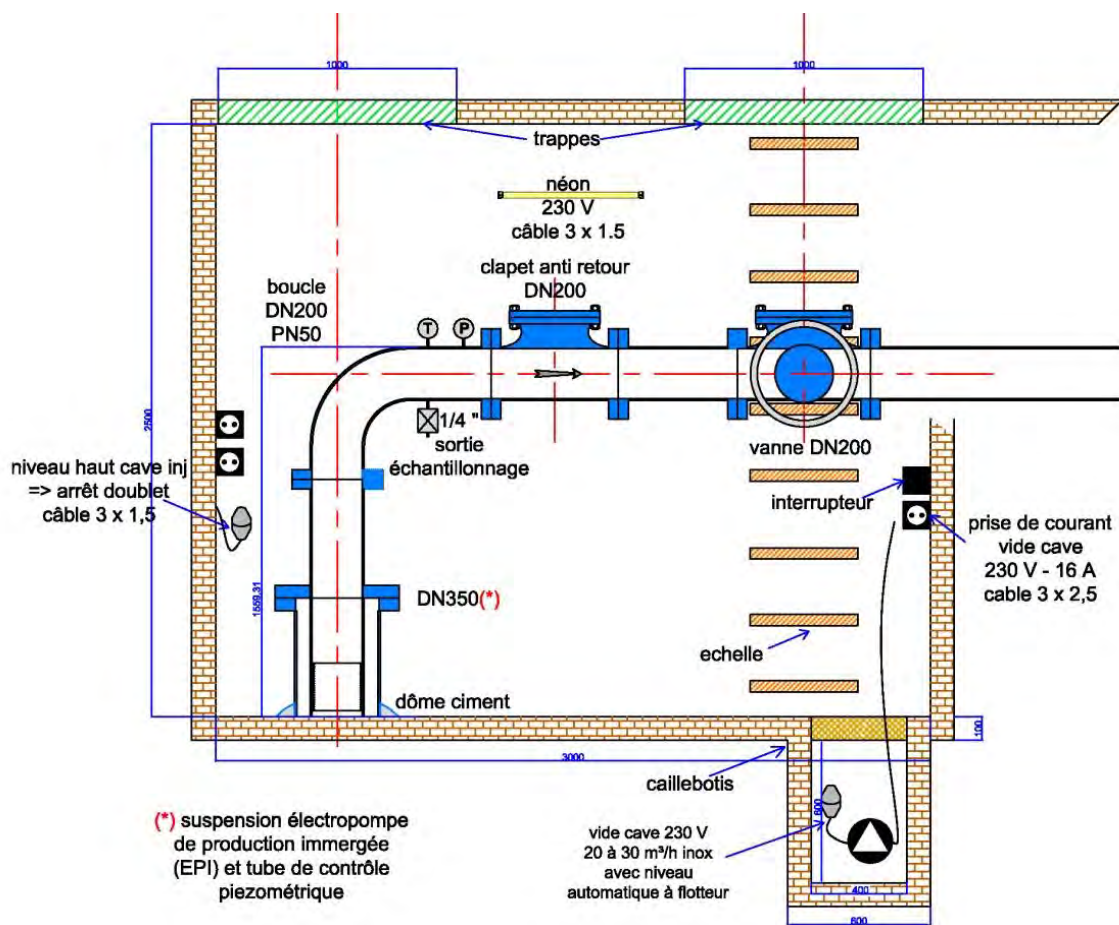 1000
1000
trappes
néon
230 V
câble 3 x 1.5
clapet anti retour
DN200
boucle
DN200
PN50
T
P
2500
1/4 "
sortie
échantillonnage
vanne DN200
niveau haut cave inj
=> arrêt doublet
câble 3 x 1,5
interrupteur
prise de courant
vide cave
230 V - 16 A
cable 3 x 2,5
1559.31
DN350(*)
echelle
dôme ciment
100
3000
caillebotis
(*) suspension électropompe
de production immergée
(EPI) et tube de contrôle
piezométrique
600
vide cave 230 V
20 à 30 m³/h inox
avec niveau
automatique à flotteur
400
600